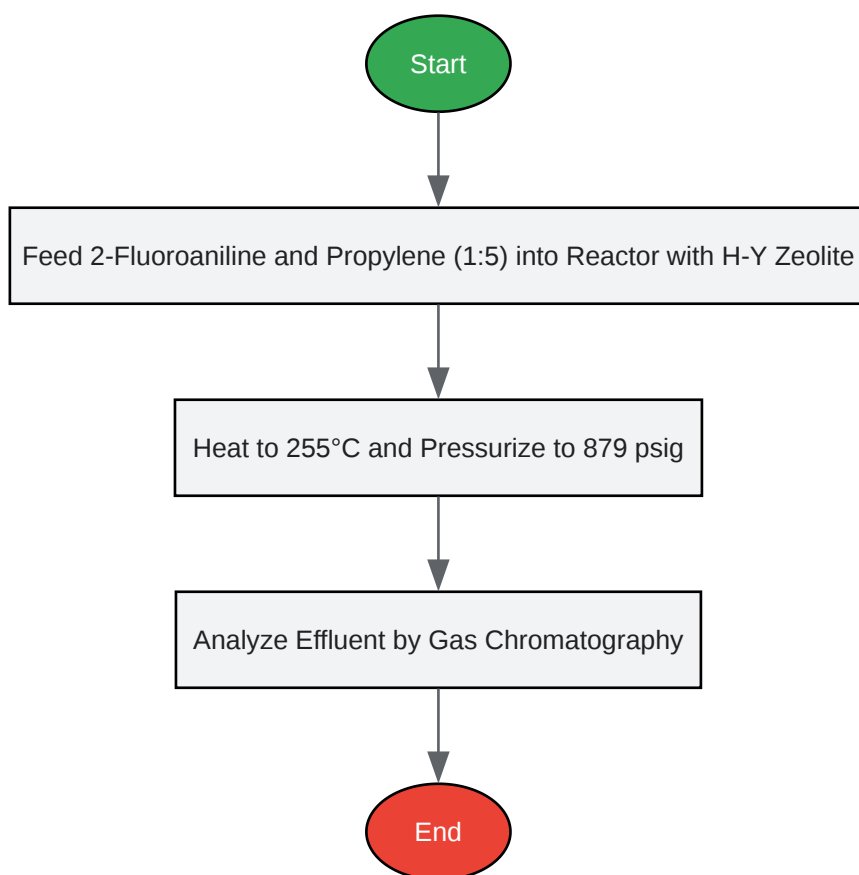 Start
Feed 2-Fluoroaniline and Propylene (1:5) into Reactor with H-Y Zeolite
Heat to 255°C and Pressurize to 879 psig
Analyze Effluent by Gas Chromatography
End